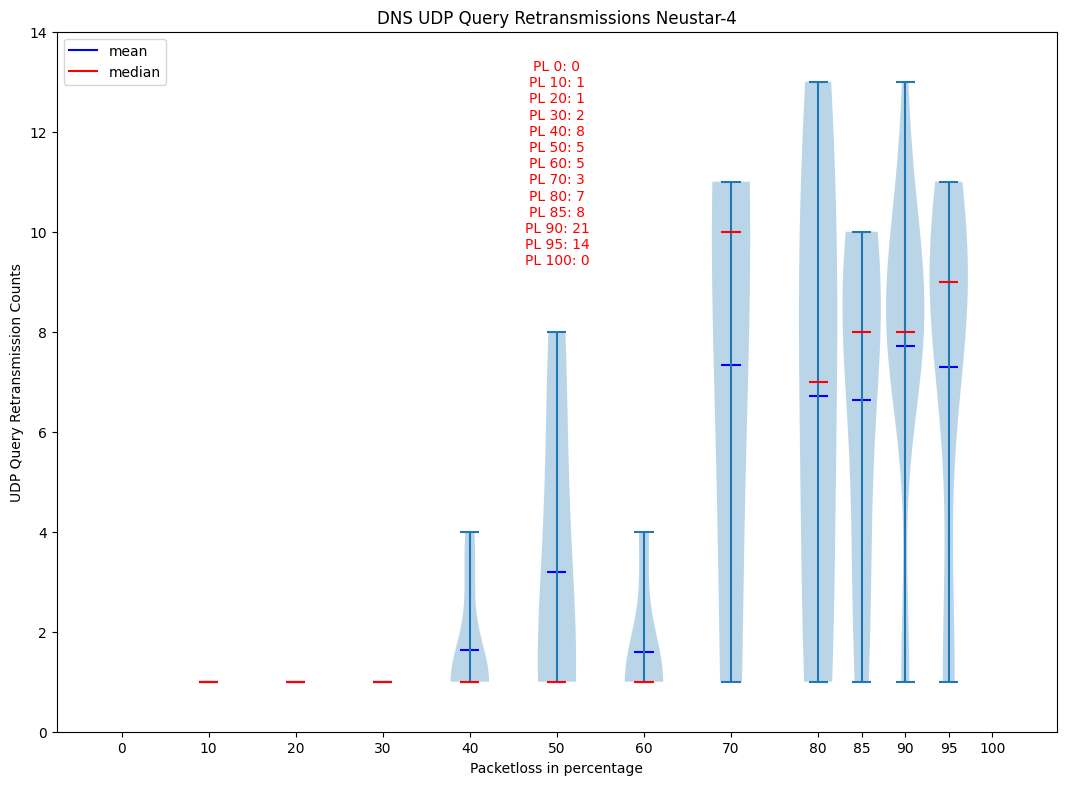 DNS UDP Query Retransmissions Neustar-4
mean
median
PL 0: 0
PL 10: 1
PL 20: 1
PL 30: 2
PL 40: 8
PL 50: 5
PL 60: 5
PL 70: 3
PL 80: 7
PL 85: 8
PL 90: 21
PL 95: 14
PL 100: 0
UDP Query Retransmission Counts
14
12
10
8
6
4
2
0
0 10 20 30 40 50 60 70 80 85 90 95 100
Packetloss in percentage